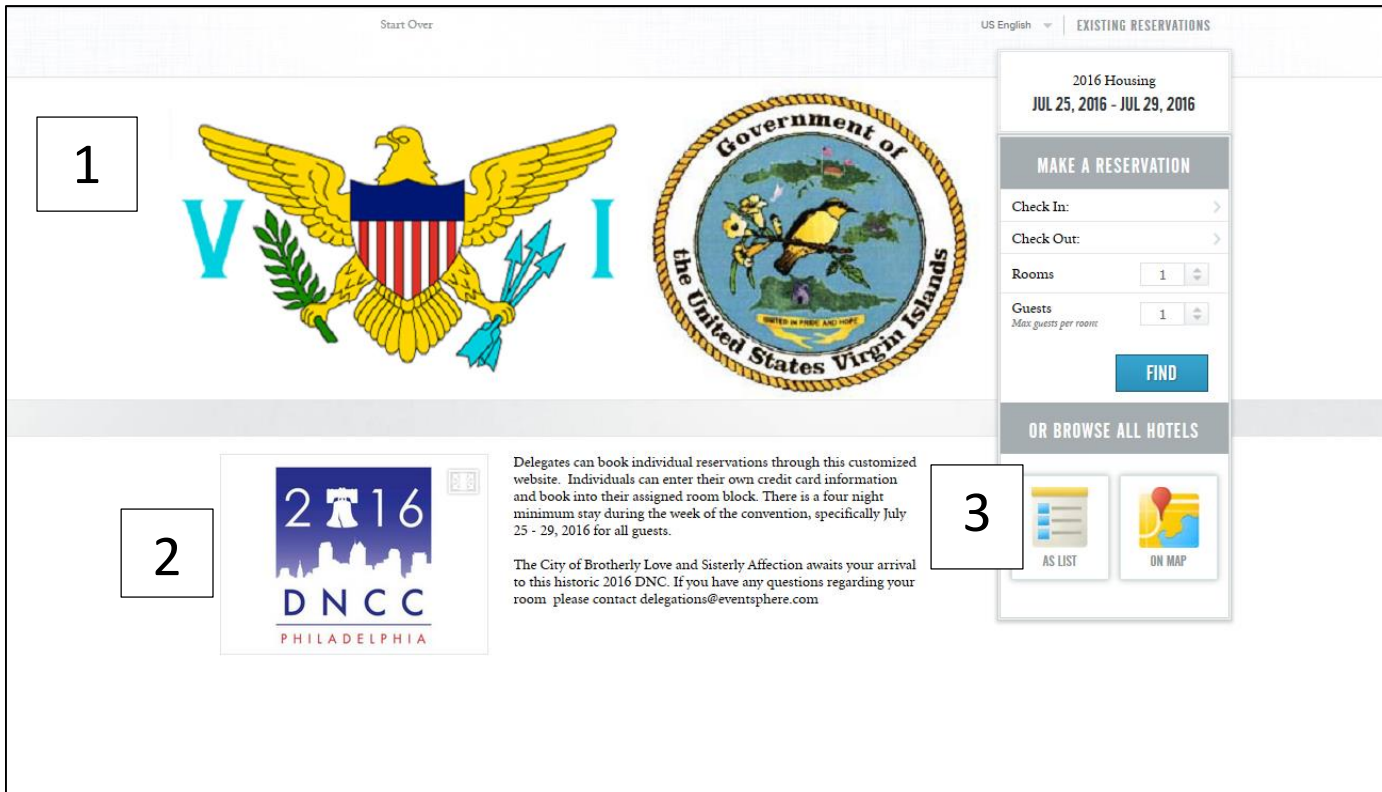 Start Over
US English
EXISTING RESERVATIONS
2016 Housing
JUL 25, 2016 - JUL 29, 2016
1
V I
Government of
the United States Virgin Islands
UNITED IN PRIDE AND HOPE
MAKE A RESERVATION
Check In:
Check Out:
Rooms 1
Guests 1
Max guests per room:
FIND
OR BROWSE ALL HOTELS
2
2016
DNCC
PHILADELPHIA
Delegates can book individual reservations through this customized
website. Individuals can enter their own credit card information
and book into their assigned room block. There is a four night
minimum stay during the week of the convention, specifically July
25 - 29, 2016 for all guests.
The City of Brotherly Love and Sisterly Affection awaits your arrival
to this historic 2016 DNC. If you have any questions regarding your
room please contact delegations@eventsphere.com
3
AS LIST
ON MAP